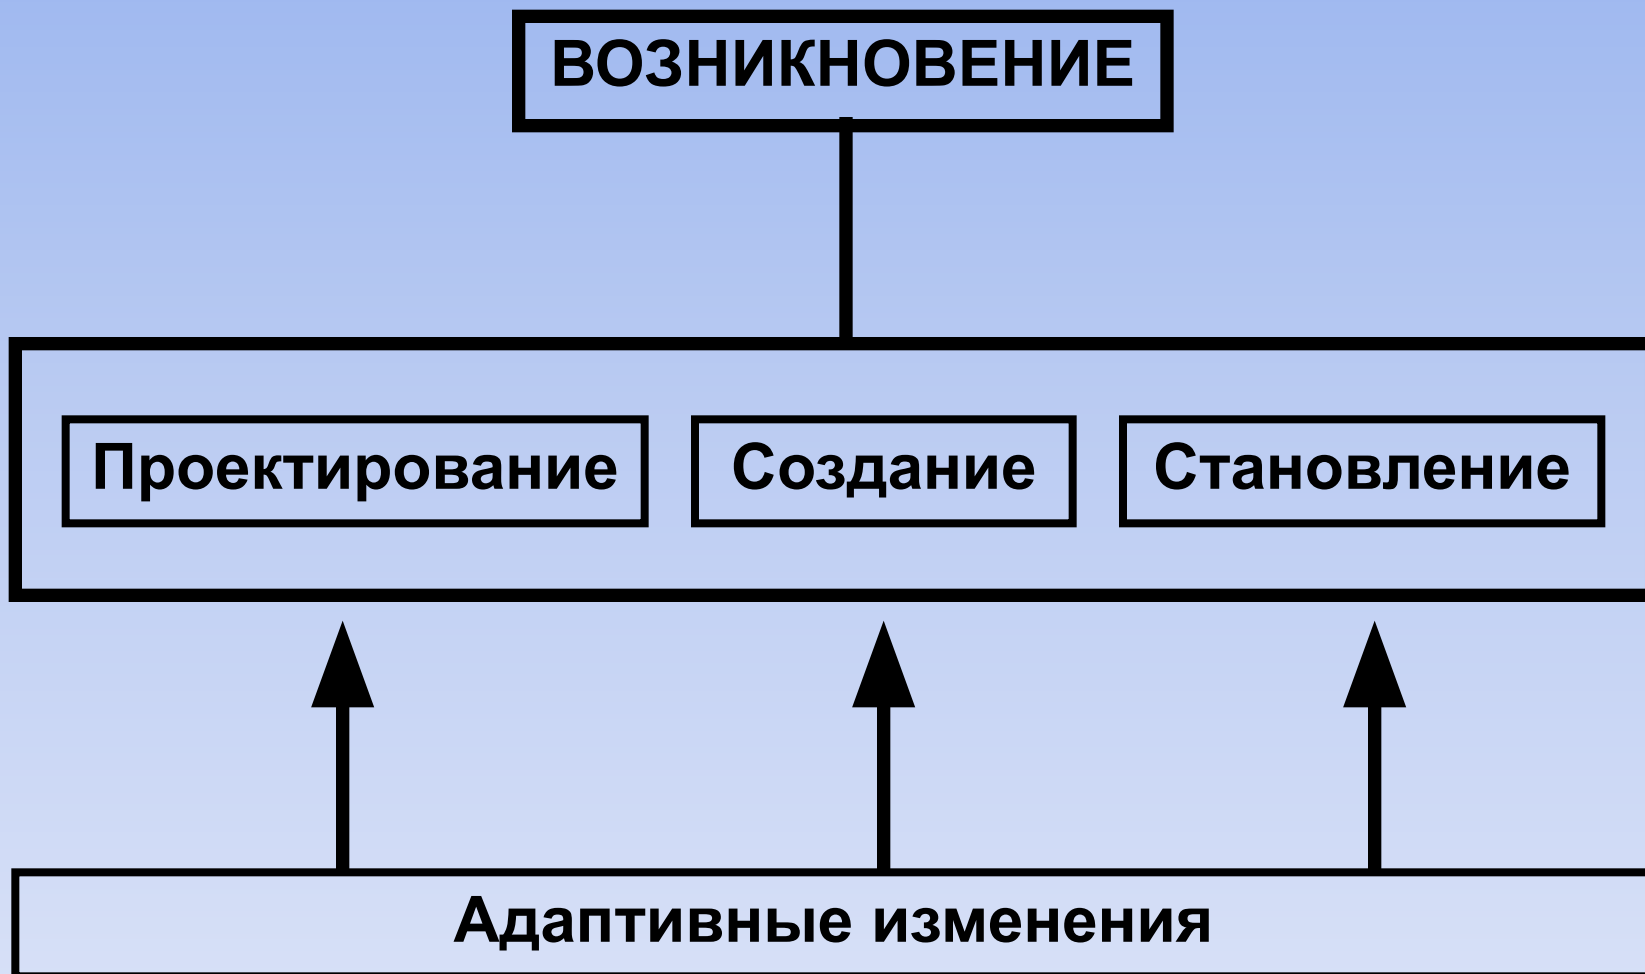 ВОЗНИКНОВЕНИЕ
Проектирование
Создание
Становление
Адаптивные изменения